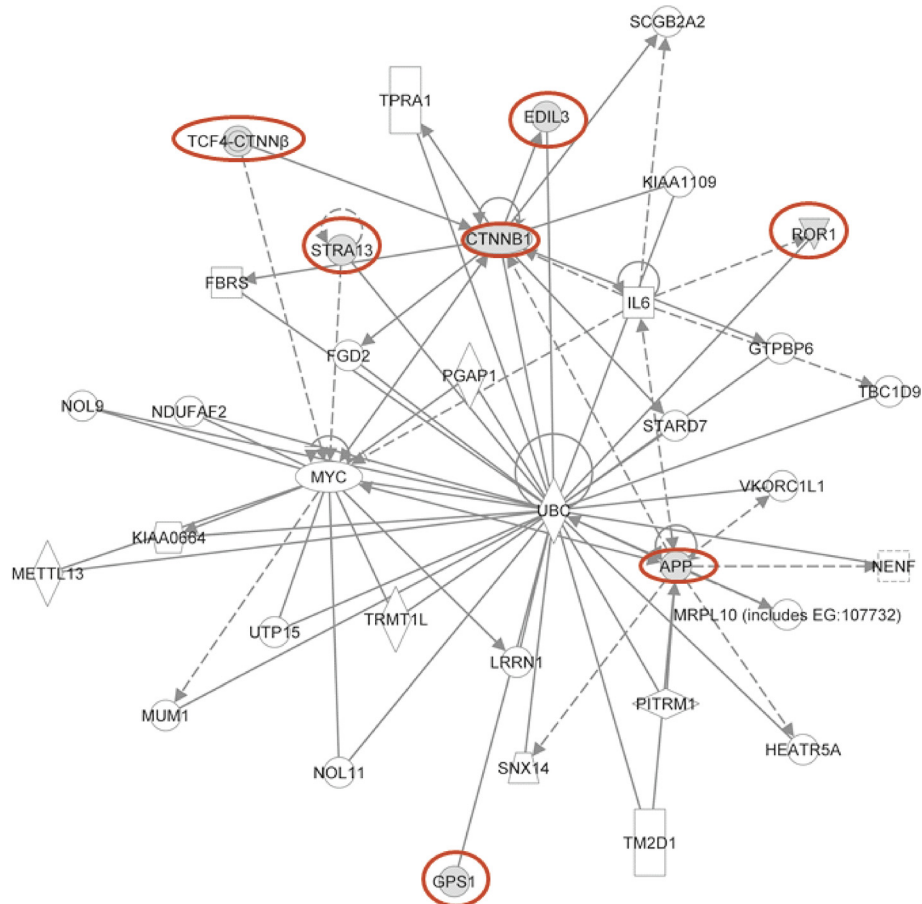 SCGB2A2
TPRA1
EDIL3
TCF4-CTNNβ
KIAA1109
ROR1
CTNNB1
STRA13
FBRS
IL6
FGD2
GTPBP6
PGAP1
TBC1D9
NOL9
NDUFAF2
STARD7
MYC
VKORC1L1
UBC
KIAA0664
METTL13
APP
NENF
MRPL10 (includes EG:107732)
UTP15
TRMT1L
LRRN1
PITRM1
MUM1
HEATR5A
NOL11
SNX14
TM2D1
GPS1